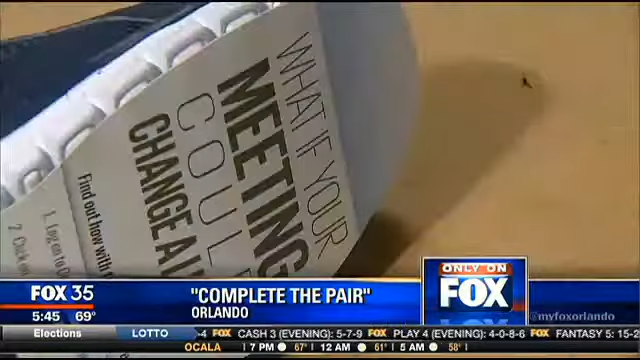 WHAT IF YOUR
MEETING
COUL
CHANGE A LI
Find out how with
1. Log on to
2. Click on
ONLY ON
FOX
FOX 35
"COMPLETE THE PAIR"
ORLANDO
@myfoxorlando
5:45 69°
Elections LOTTO -4 FOX CASH 3 (EVENING): 5-7-9 FOX PLAY 4 (EVENING): 4-0-8-6 FOX FANTASY 5: 15-2
OCALA 7 PM 67° 12 AM 61° 5 AM 58°